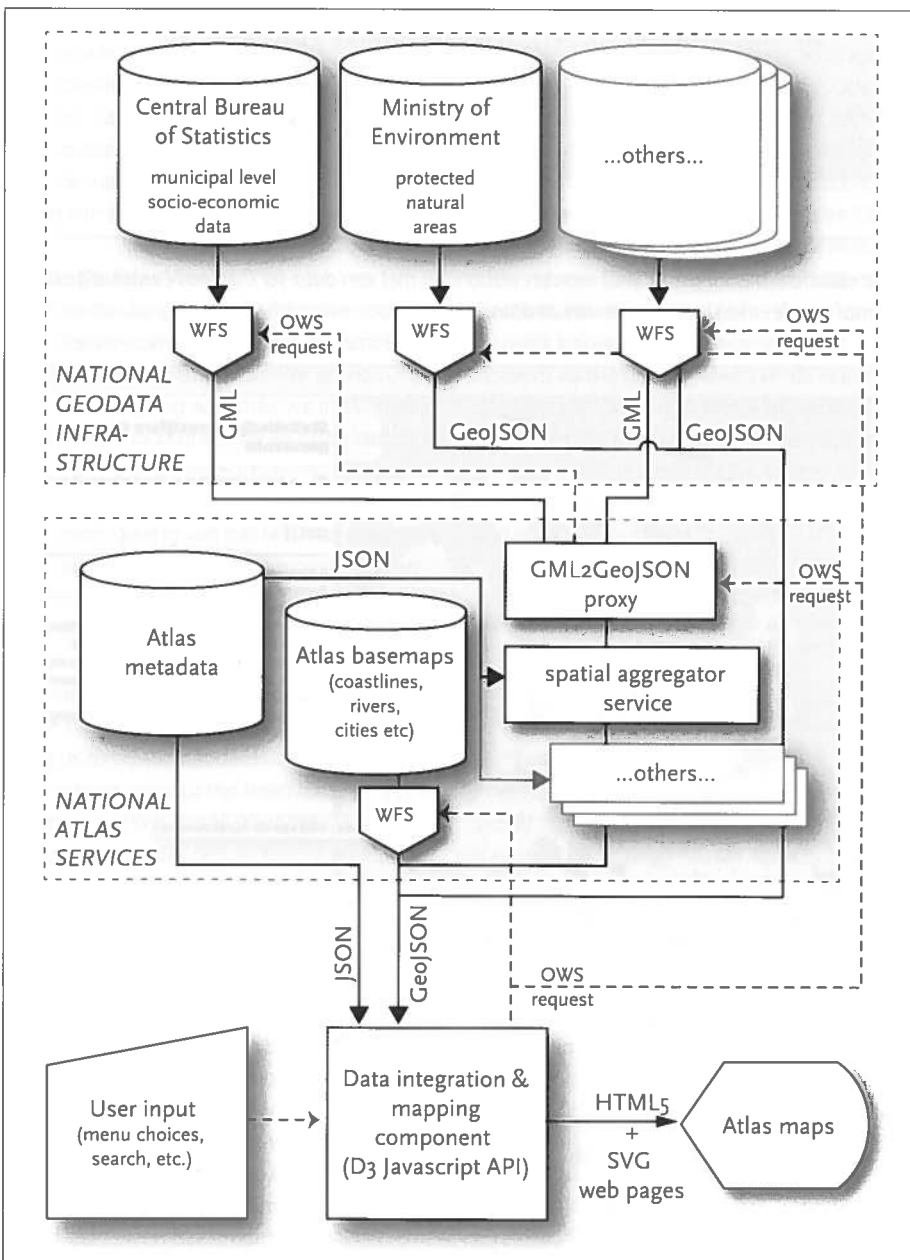 Central Bureau
of Statistics
municipal level
socio-economic
data
Ministry of
Environment
protected
natural
areas
...others...
WFS
OWS
request
WFS
WFS
OWS
request
NATIONAL
GEODATA
INFRA-
STRUCTURE
GML
GeoJSON
GML
GeoJSON
JSON
GML2GeoJSON
proxy
OWS
request
Atlas
metadata
Atlas basemaps
(coastlines,
rivers,
cities etc)
spatial aggregator
service
...others...
WFS
NATIONAL
ATLAS
SERVICES
JSON
GeoJSON
OWS
request
User input
(menu choices,
search, etc.)
Data integration &
mapping
component
(D3 Javascript API)
HTML5
+
SVG
web pages
Atlas maps